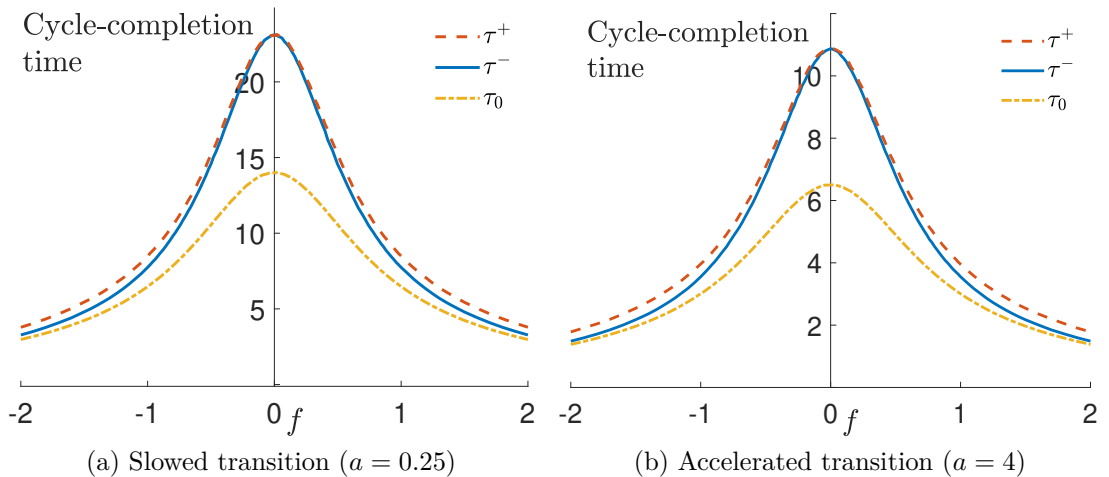 Cycle-completion
time
τ⁺
τ⁻
τ₀
20
15
10
5
-2 -1 0 1 2
f
(a) Slowed transition (a = 0.25)
Cycle-completion
time
τ⁺
τ⁻
τ₀
10
8
6
4
2
-2 -1 0 1 2
f
(b) Accelerated transition (a = 4)